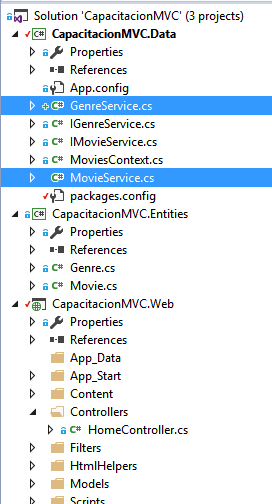 Solution 'CapacitacionMVC' (3 projects)
C# CapacitacionMVC.Data
Properties
References
App.config
C# GenreService.cs
C# IGenreService.cs
C# IMovieService.cs
C# MoviesContext.cs
C# MovieService.cs
packages.config
C# CapacitacionMVC.Entities
Properties
References
C# Genre.cs
C# Movie.cs
CapacitacionMVC.Web
Properties
References
App_Data
App_Start
Content
Controllers
C# HomeController.cs
Filters
HtmlHelpers
Models
Scripts